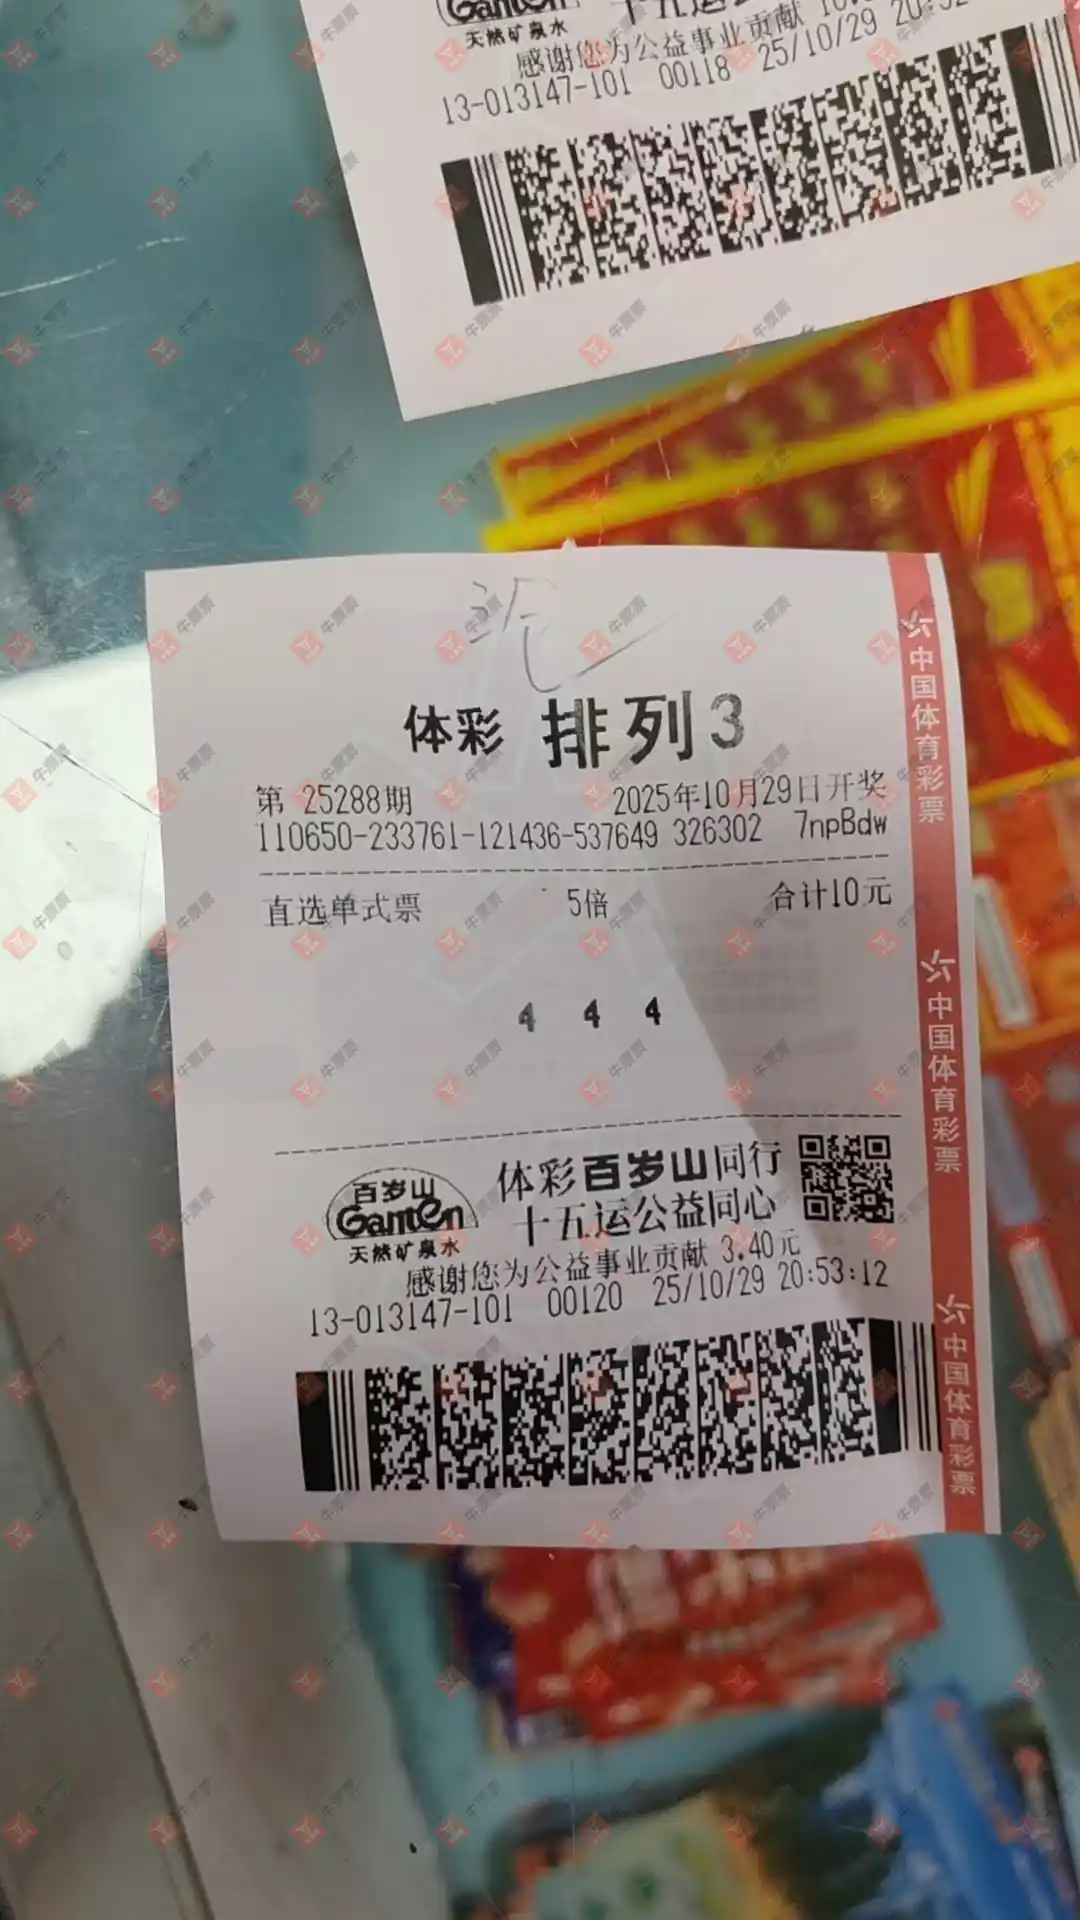 Ganten
天然矿泉水
感谢您为公益事业贡献
13-013147-101 00118 25/10/29
体彩 排列3
第 25288期 2025年10月29日开奖
110650-233761-121436-537649 326302 7npBdw
直选单式票 5倍 合计10元
4 4 4
百岁山
Ganten
天然矿泉水
体彩百岁山同行
十五运公益同心
感谢您为公益事业贡献 3.40元
13-013147-101 00120 25/10/29 20:53:12
中国体育彩票
中国体育彩票
中国体育彩票
牛票票